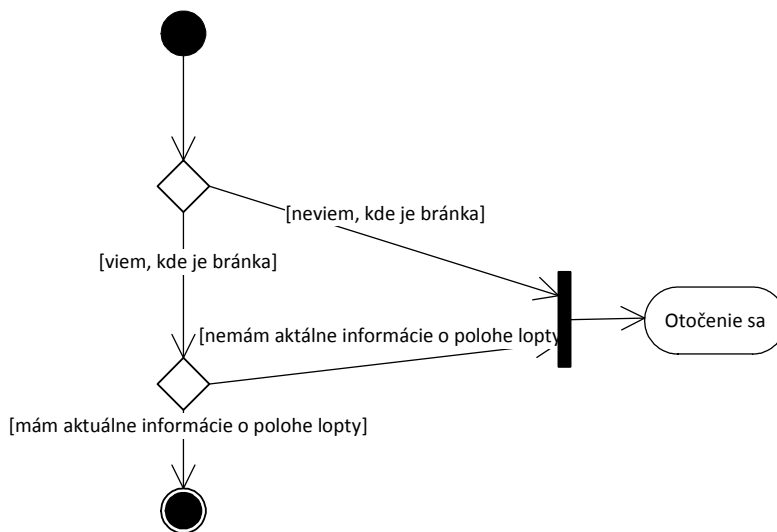 [neviem, kde je bránka]
[viem, kde je bránka]
Otočenie sa
[nemám aktálne informácie o polohe lopty
[mám aktuálne informácie o polohe lopty]